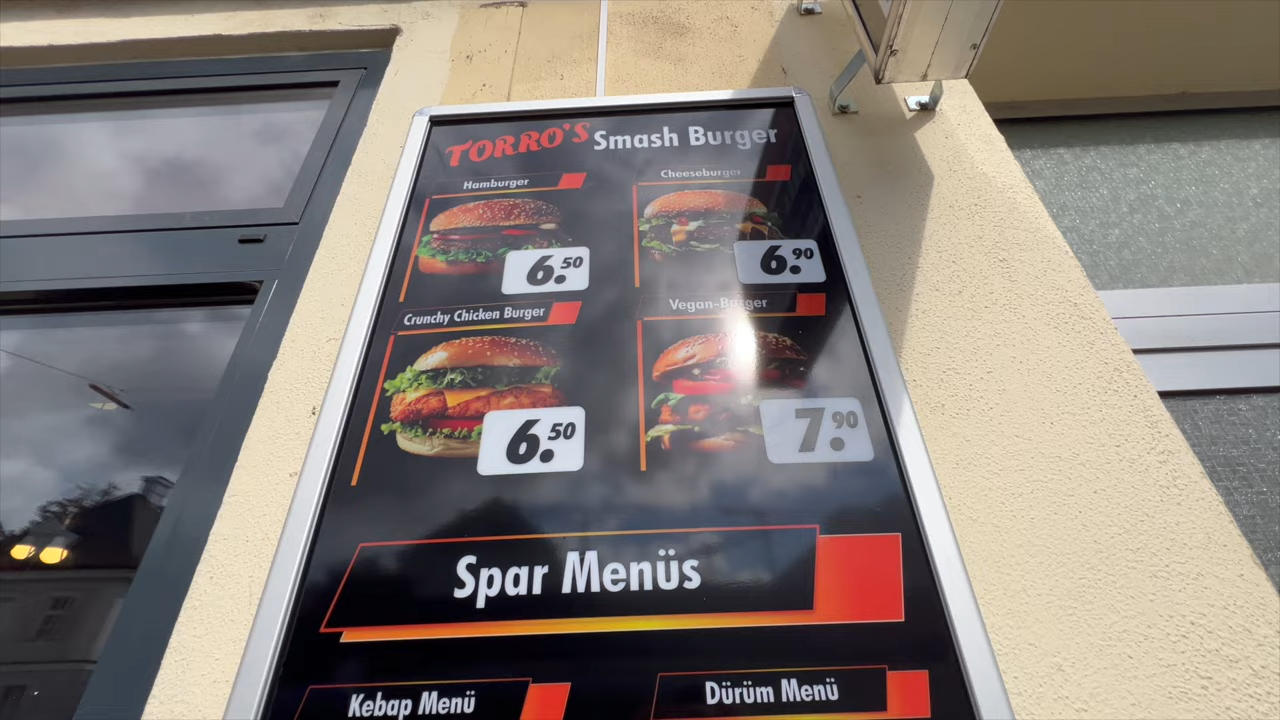 TORRO'S Smash Burger
Hamburger
6.50
Cheeseburger
6.90
Crunchy Chicken Burger
6.50
Vegan-Burger
7.90
Spar Menüs
Kebap Menü
Dürüm Menü